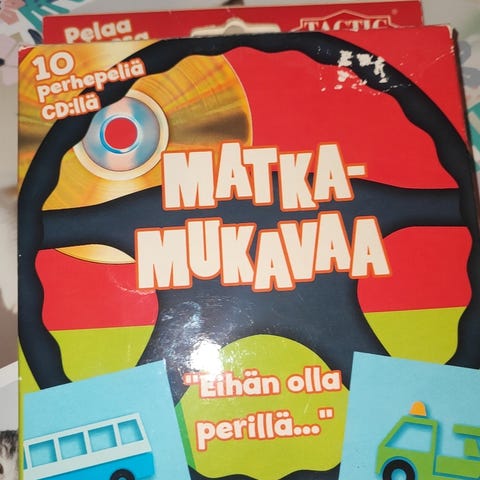 Pelaa
TACTIC
10
perhepeliä
CD:llä
MATKA-
MUKAVAA
"Eihän olla
perillä..."